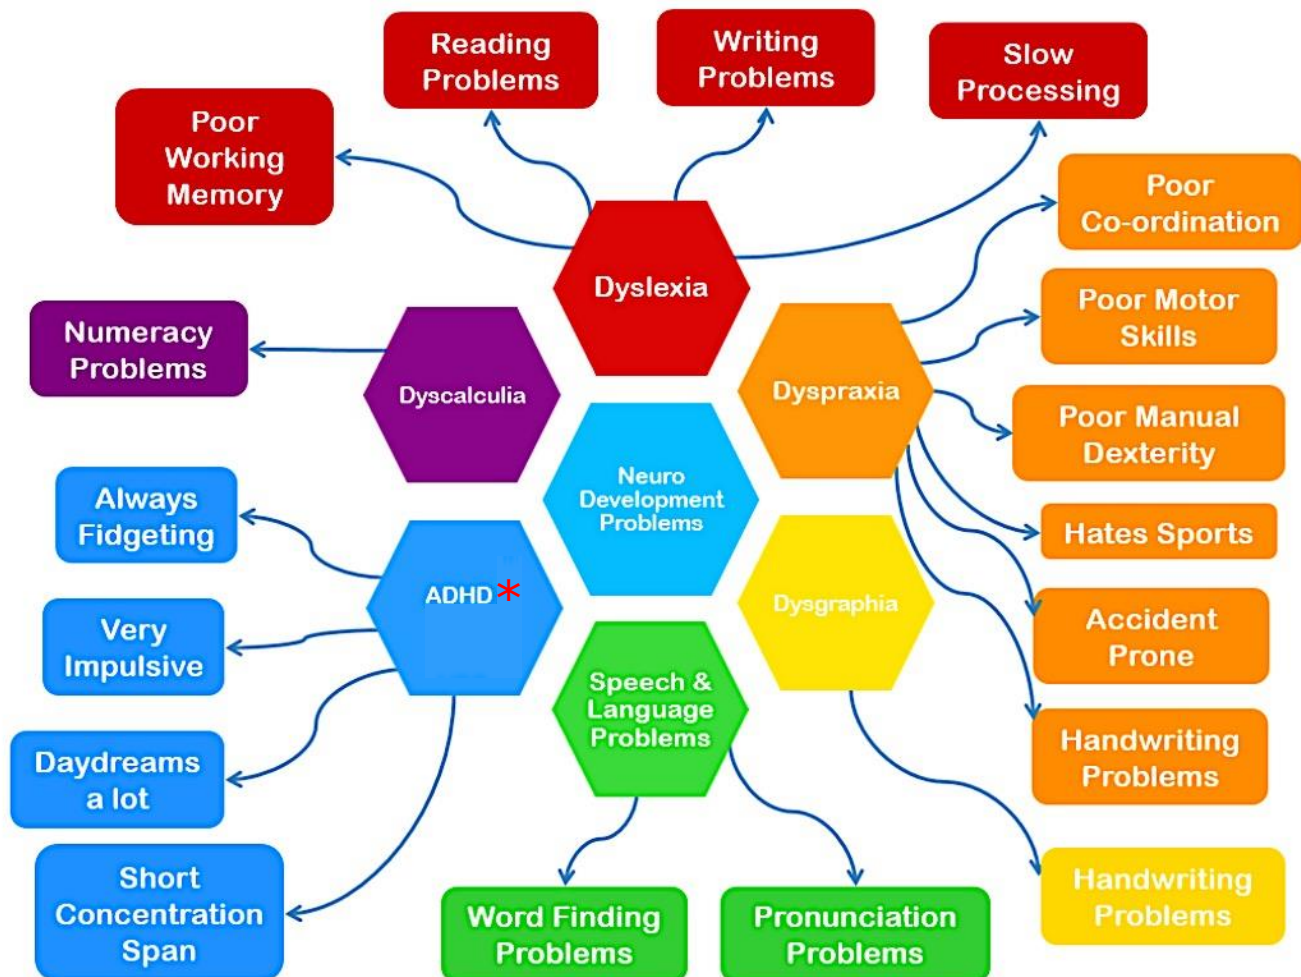 Reading
Problems
Writing
Problems
Slow
Processing
Poor
Working
Memory
Poor
Co-ordination
Dyslexia
Numeracy
Problems
Dyscalculia
Dyspraxia
Poor Motor
Skills
Poor Manual
Dexterity
Neuro
Development
Problems
Always
Fidgeting
Hates Sports
ADHD*
Dysgraphia
Very
Impulsive
Accident
Prone
Speech &
Language
Problems
Daydreams
a lot
Handwriting
Problems
Short
Concentration
Span
Word Finding
Problems
Pronunciation
Problems
Handwriting
Problems